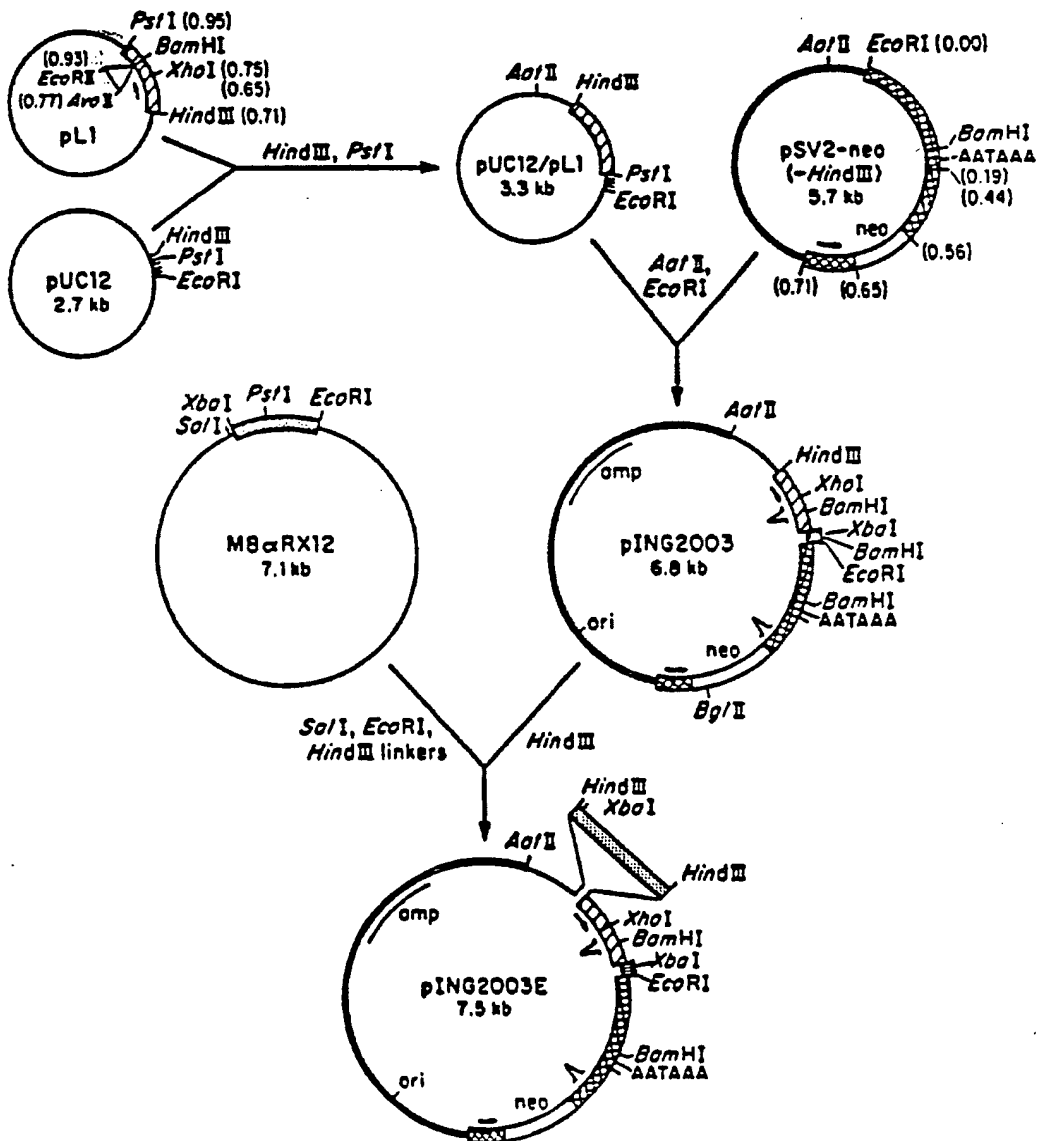 PstI (0.95)
BamHI
(0.93)
EcoRII
XhoI (0.75)
(0.65)
(0.77) AvaII
HindIII (0.71)
pL1
HindIII, PstI
HindIII
PstI
EcoRI
pUC12
2.7 kb
AatII
HindIII
pUC12/pL1
3.3 kb
PstI
EcoRI
AatII
EcoRI (0.00)
pSV2-neo
(-HindIII)
5.7 kb
BamHI
-AATAAA
(0.19)
(0.44)
neo
(0.56)
(0.71)
(0.65)
AatII,
EcoRI
XbaI
PstI
EcoRI
SalI
M8αRX12
7.1 kb
AatII
HindIII
XhoI
BamHI
XbaI
BamHI
EcoRI
BamHI
AATAAA
amp
pING2003
6.8 kb
ori
neo
BglII
SalI, EcoRI,
HindIII linkers
HindIII
HindIII
XbaI
HindIII
AatII
XhoI
BamHI
XbaI
EcoRI
amp
pING2003E
7.5 kb
BamHI
AATAAA
ori
neo